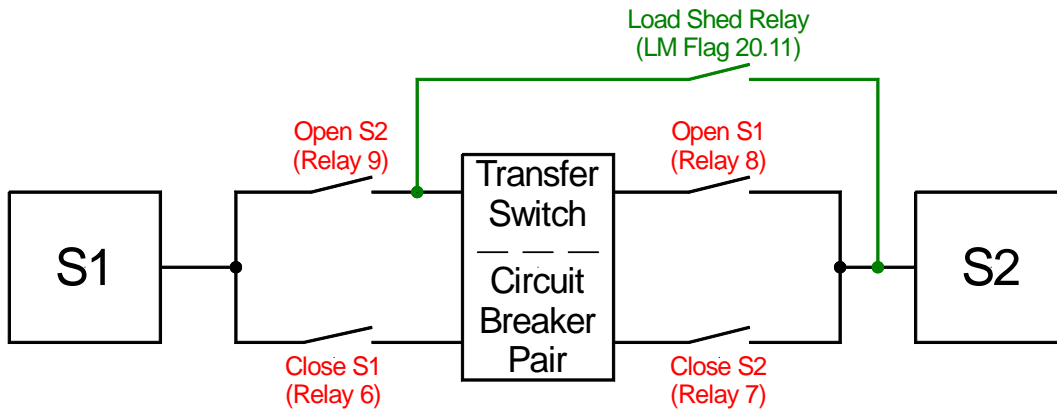 Load Shed Relay
(LM Flag 20.11)
Open S2
(Relay 9)
Open S1
(Relay 8)
S1
Transfer
Switch
Circuit
Breaker
Pair
S2
Close S1
(Relay 6)
Close S2
(Relay 7)